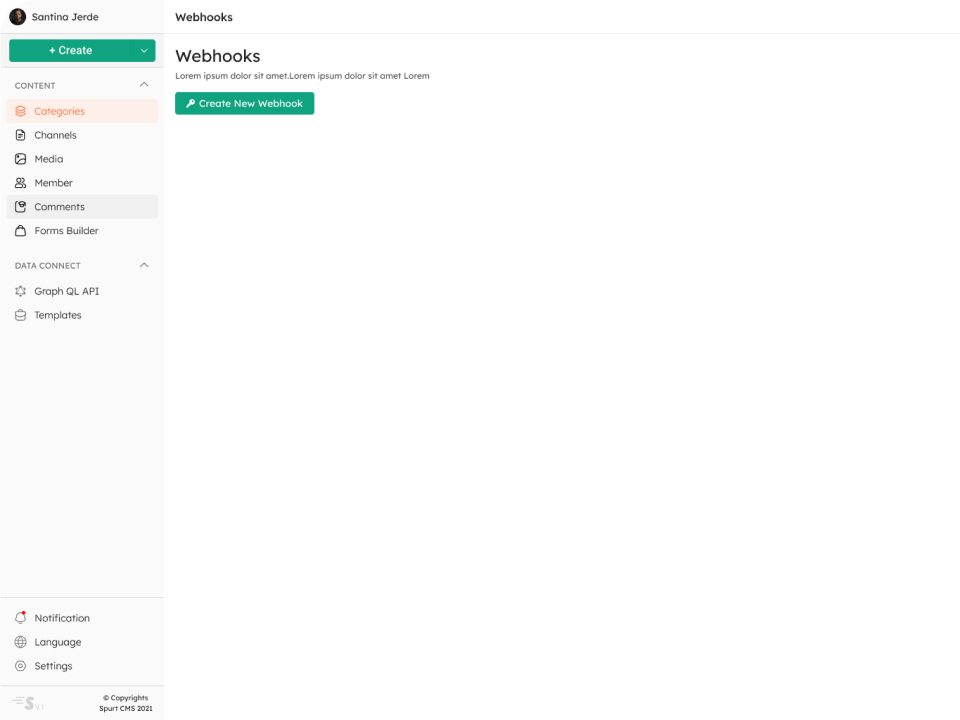 Santina Jerde
+ Create
CONTENT
Categories
Channels
Media
Member
Comments
Forms Builder
DATA CONNECT
Graph QL API
Templates
Notification
Language
Settings
© Copyrights
Spurt CMS 2021
Webhooks
Webhooks
Lorem ipsum dolor sit amet.Lorem ipsum dolor sit amet Lorem
Create New Webhook